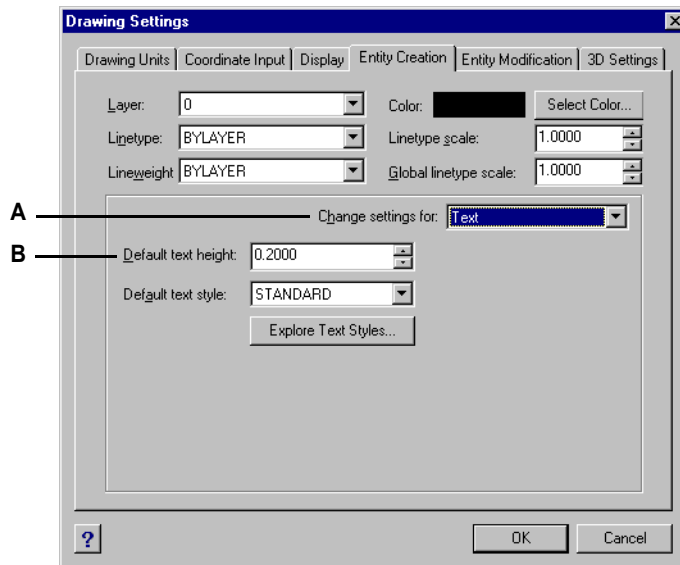 Drawing Settings
Drawing Units Coordinate Input Display Entity Creation Entity Modification 3D Settings
Layer: 0 Color: Select Color...
Linetype: BYLAYER Linetype scale: 1.0000
Lineweight BYLAYER Global linetype scale: 1.0000
A Change settings for: Text
B Default text height: 0.2000
Default text style: STANDARD
Explore Text Styles...
? OK Cancel